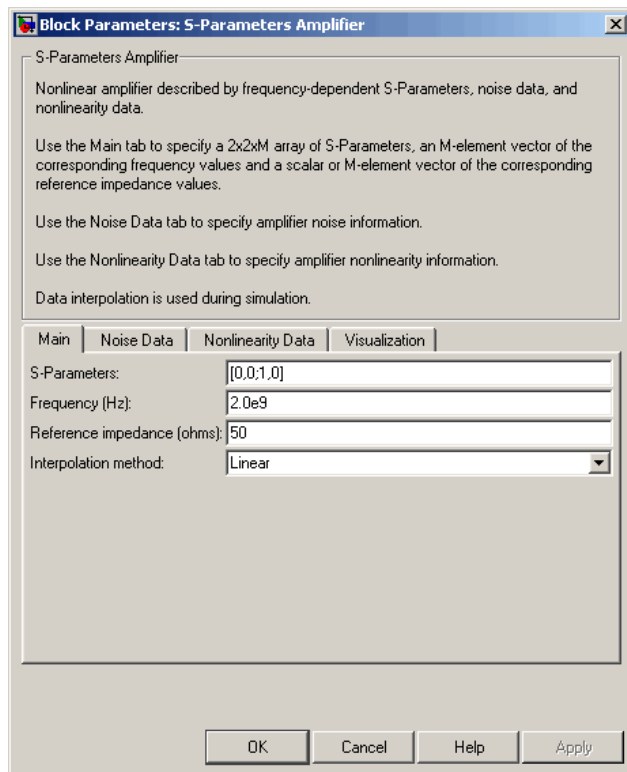 Block Parameters: S-Parameters Amplifier
S-Parameters Amplifier
Nonlinear amplifier described by frequency-dependent S-Parameters, noise data, and
nonlinearity data.
Use the Main tab to specify a 2x2xM array of S-Parameters, an M-element vector of the
corresponding frequency values and a scalar or M-element vector of the corresponding
reference impedance values.
Use the Noise Data tab to specify amplifier noise information.
Use the Nonlinearity Data tab to specify amplifier nonlinearity information.
Data interpolation is used during simulation.
Main Noise Data Nonlinearity Data Visualization
S-Parameters: [0,0;1,0]
Frequency (Hz): 2.0e9
Reference impedance (ohms): 50
Interpolation method: Linear
OK Cancel Help Apply